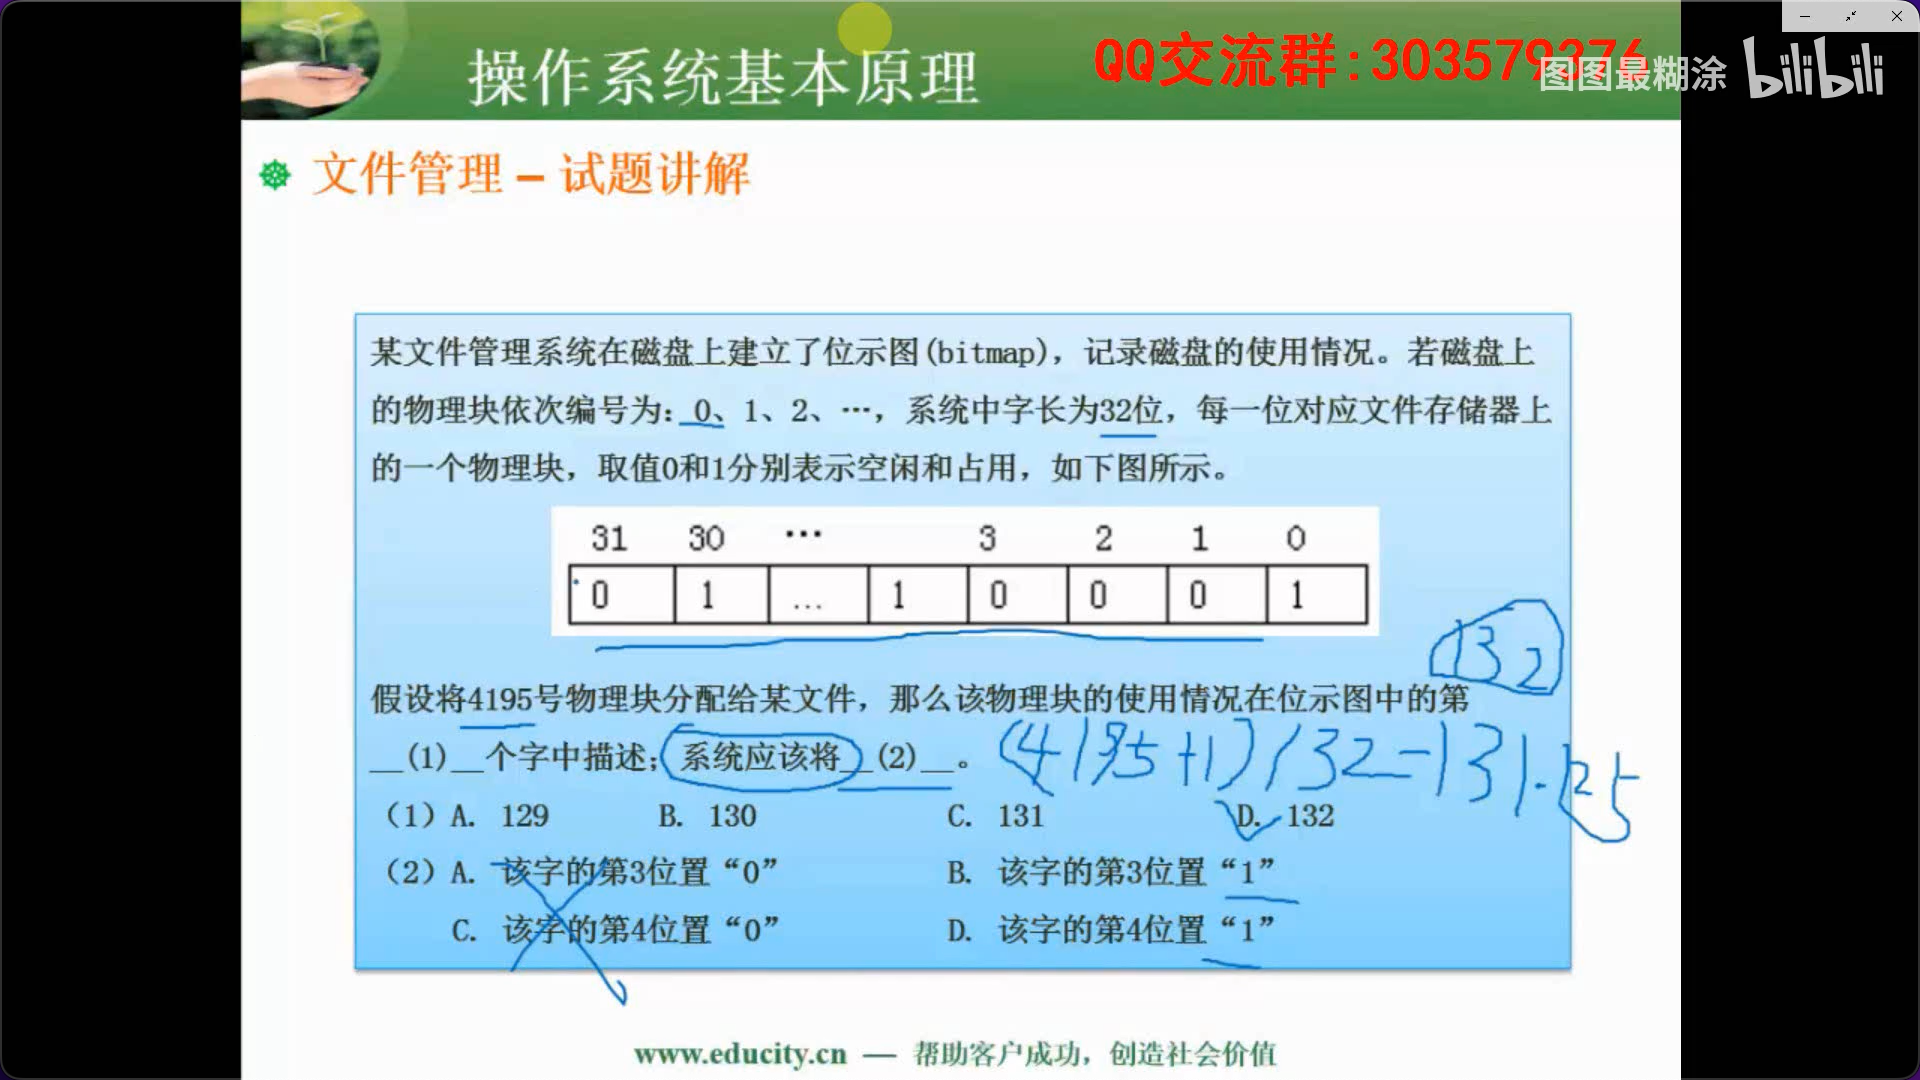 操作系统基本原理
QQ交流群:303579376
图图最糊涂 bilibili
文件管理 – 试题讲解
某文件管理系统在磁盘上建立了位示图(bitmap)，记录磁盘的使用情况。若磁盘上
的物理块依次编号为：0、1、2、…，系统中字长为32位，每一位对应文件存储器上
的一个物理块，取值0和1分别表示空闲和占用，如下图所示。
31 30 … 3 2 1 0
0 1 … 1 0 0 0 1
132
假设将4195号物理块分配给某文件，那么该物理块的使用情况在位示图中的第
__(1)__个字中描述；系统应该将__(2)__。
(4195+1)/32=131.125
（1）A. 129 B. 130 C. 131 D. 132
（2）A. 该字的第3位置“0” B. 该字的第3位置“1”
C. 该字的第4位置“0” D. 该字的第4位置“1”
www.educity.cn — 帮助客户成功，创造社会价值